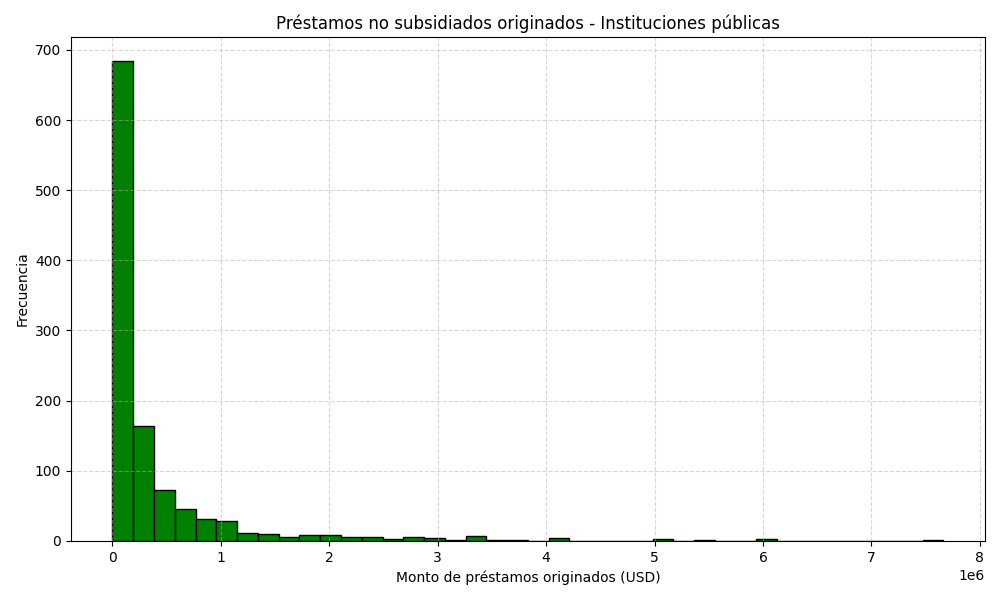 Préstamos no subsidiados originados - Instituciones públicas
Frecuencia
700
600
500
400
300
200
100
0
0 1 2 3 4 5 6 7 8
1e6
Monto de préstamos originados (USD)